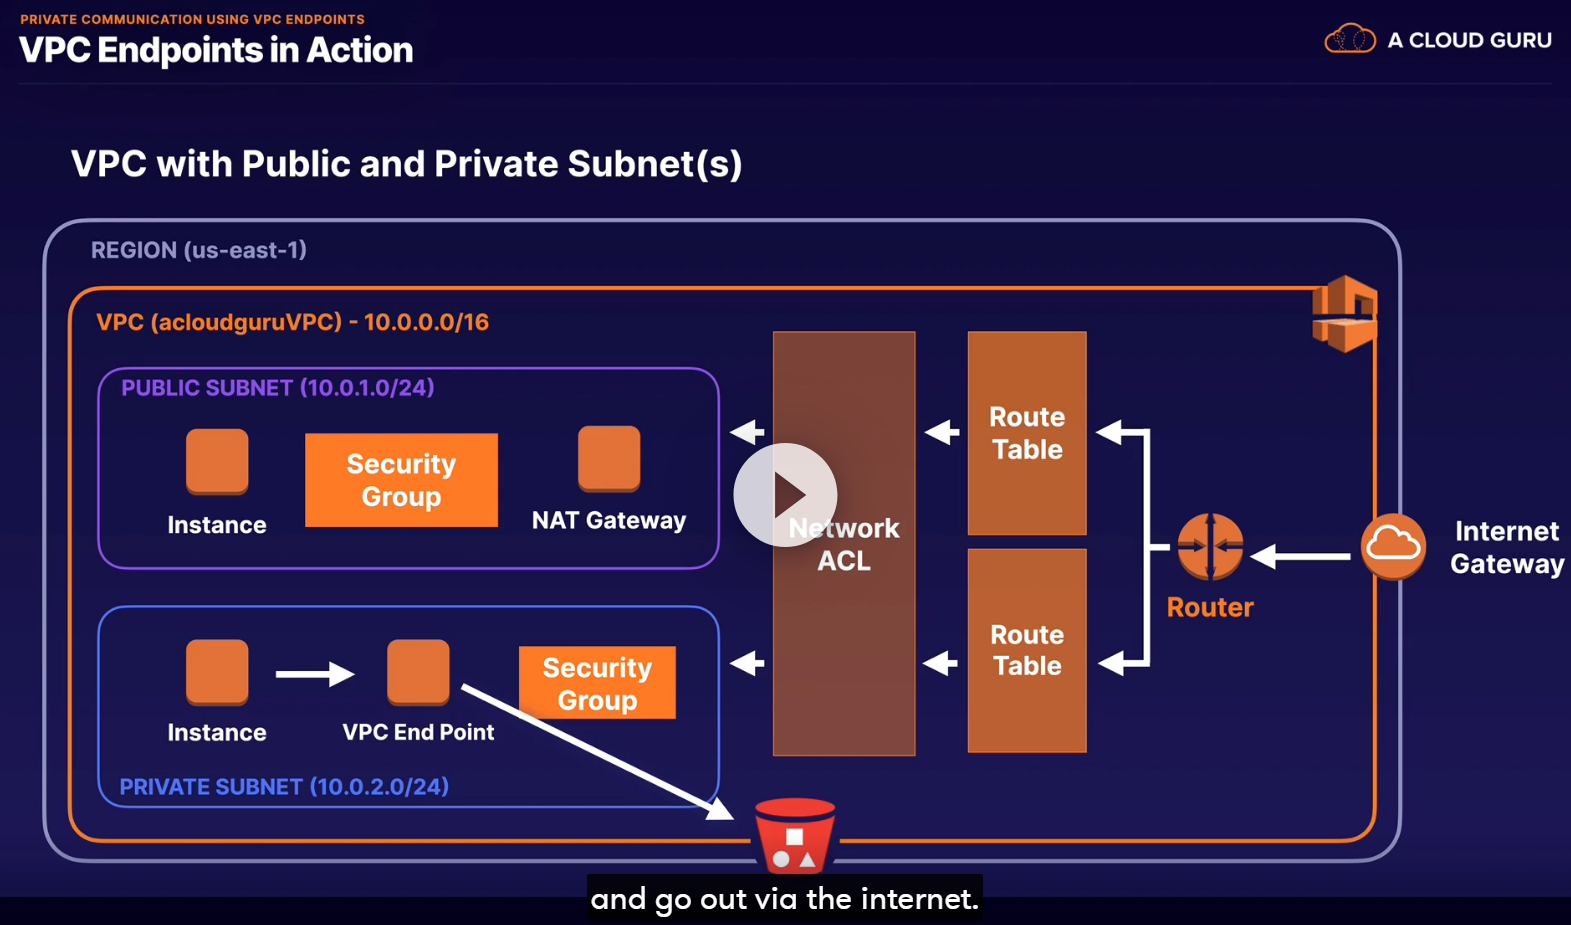 PRIVATE COMMUNICATION USING VPC ENDPOINTS
VPC Endpoints in Action
A CLOUD GURU
VPC with Public and Private Subnet(s)
REGION (us-east-1)
VPC (acloudguruVPC) - 10.0.0.0/16
PUBLIC SUBNET (10.0.1.0/24)
Instance
Security
Group
NAT Gateway
Network
ACL
Route
Table
Internet
Gateway
Router
Instance
VPC End Point
Security
Group
Route
Table
PRIVATE SUBNET (10.0.2.0/24)
and go out via the internet.